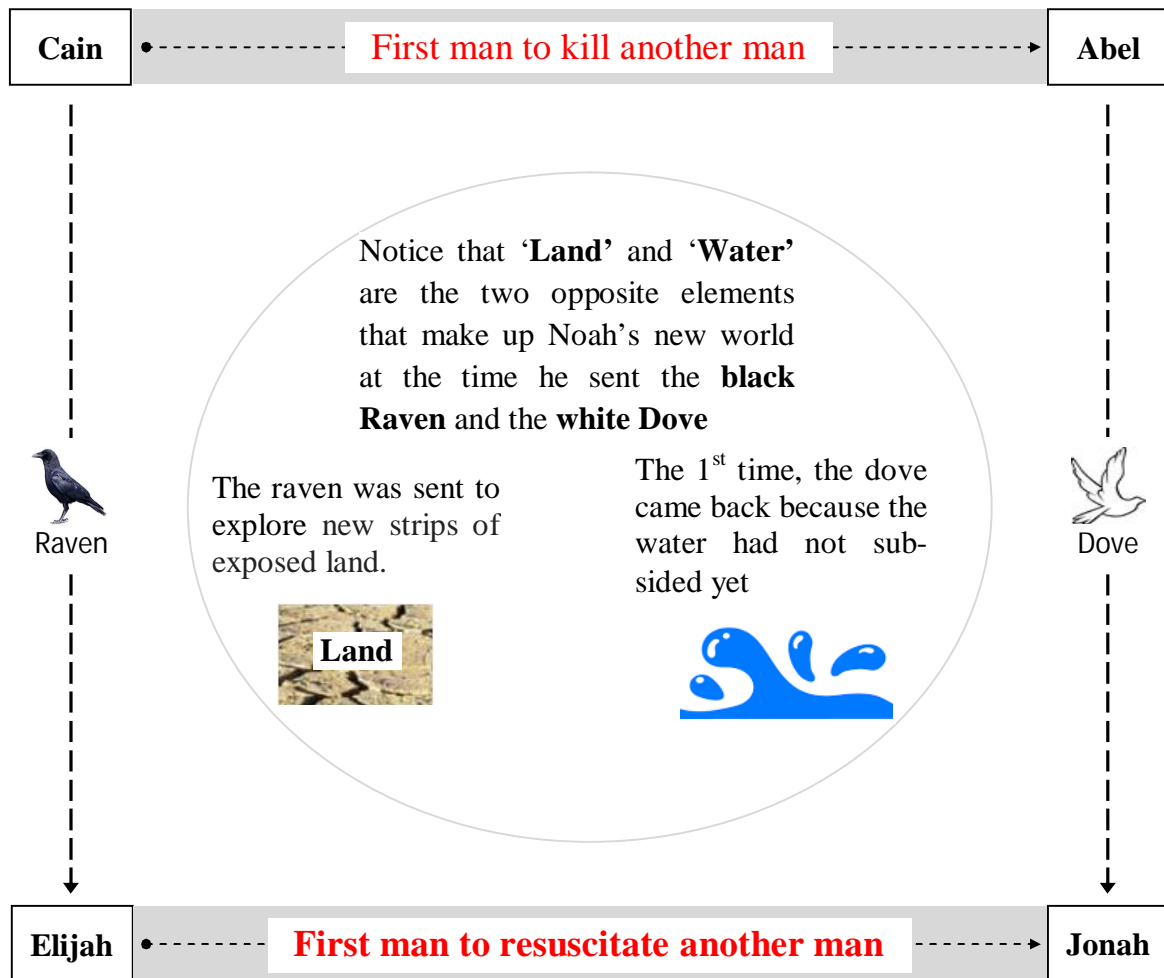 Cain First man to kill another man Abel
Notice that ‘Land’ and ‘Water’
are the two opposite elements
that make up Noah’s new world
at the time he sent the black
Raven and the white Dove
The raven was sent to
explore new strips of
exposed land.
Land
The 1st time, the dove
came back because the
water had not sub-
sided yet
Raven
Dove
Elijah First man to resuscitate another man Jonah